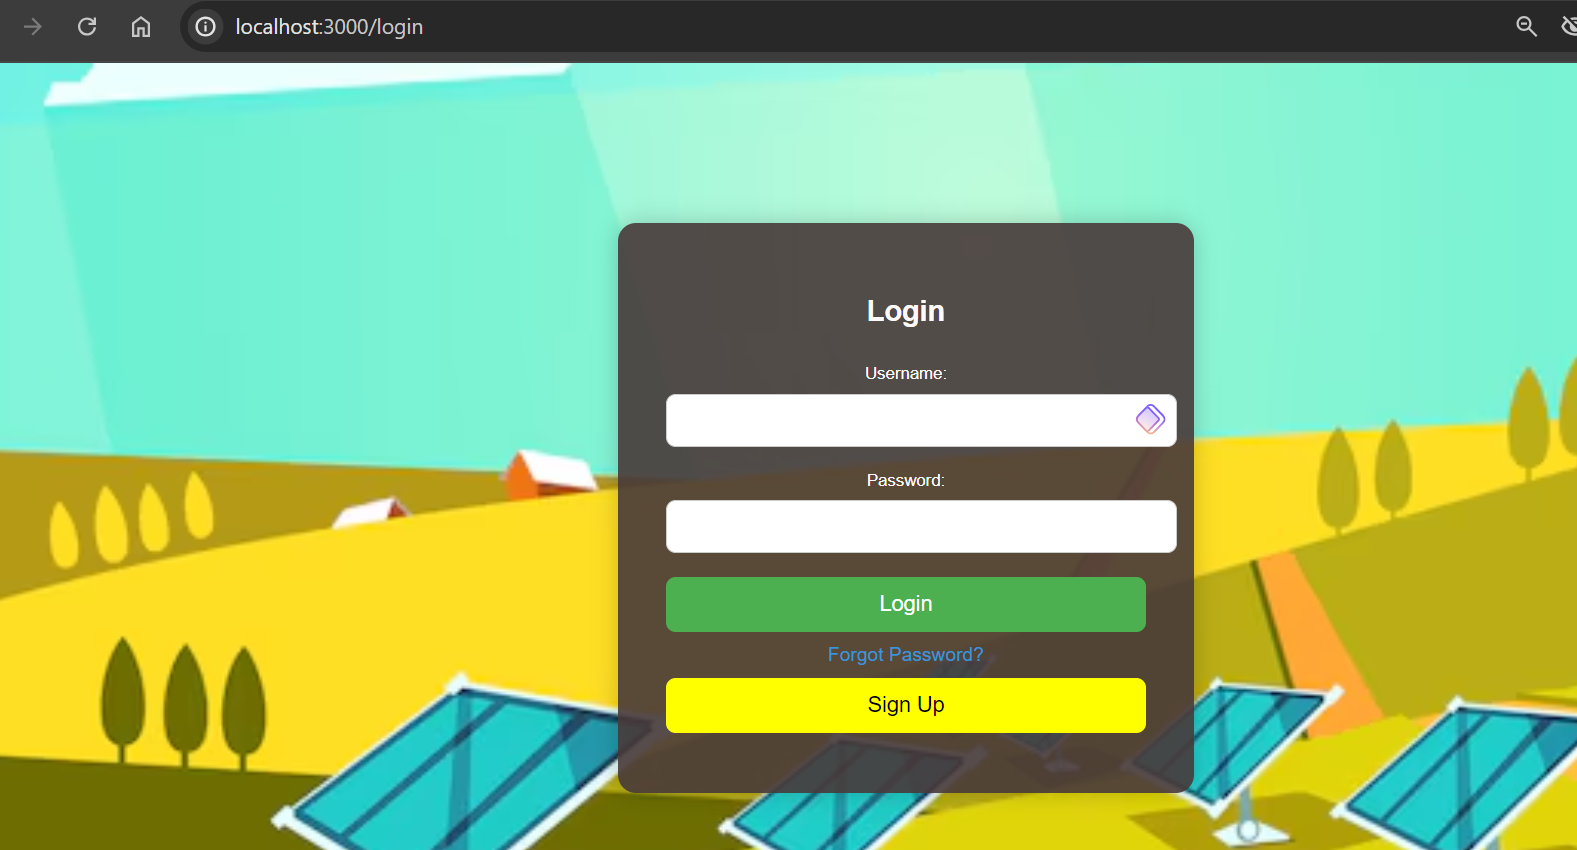 localhost:3000/login
Login
Username:
Password:
Login
Forgot Password?
Sign Up